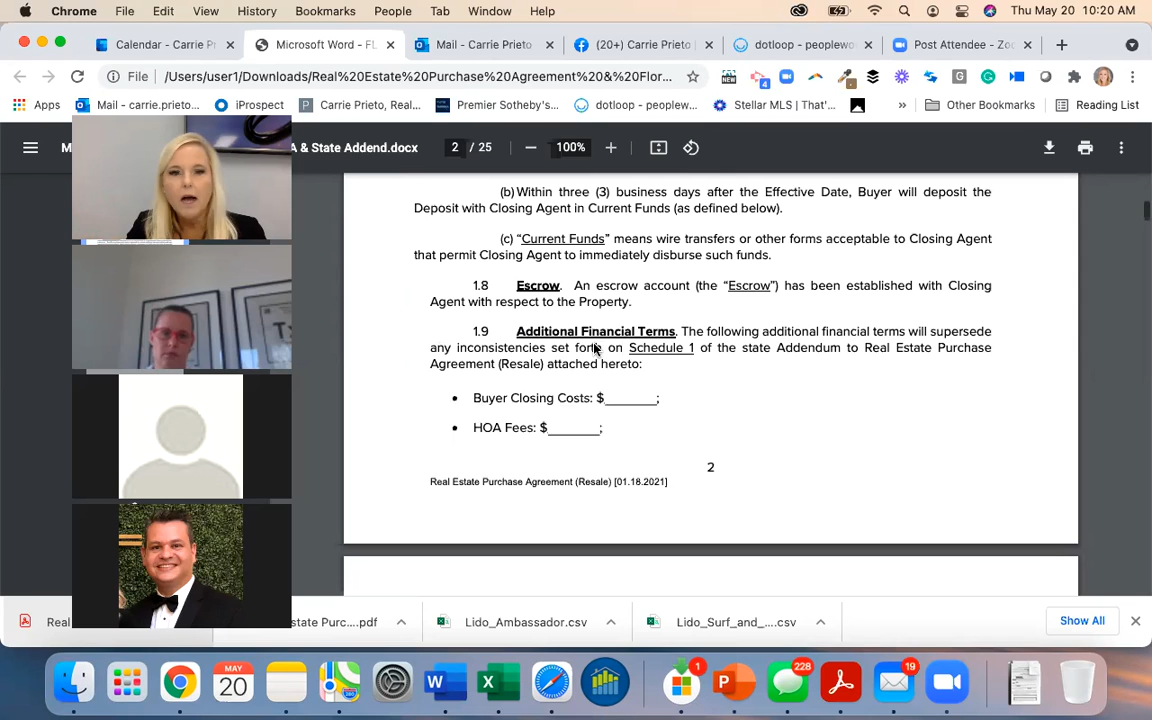 Chrome File Edit View History Bookmarks People Tab Window Help Thu May 20 10:20 AM
Calendar - Carrie Pr Microsoft Word - FL Mail - Carrie Prieto (20+) Carrie Prieto dotloop - peoplewo Post Attendee - Zoo
File /Users/user1/Downloads/Real%20Estate%20Purchase%20Agreement%20&%20Flor...
Apps Mail - carrie.prieto... iProspect Carrie Prieto, Real... Premier Sotheby's... dotloop - peoplew... Stellar MLS | That'... » Other Bookmarks Reading List
M A & State Addend.docx 2 / 25 100%
(b) Within three (3) business days after the Effective Date, Buyer will deposit the
Deposit with Closing Agent in Current Funds (as defined below).
(c) “Current Funds” means wire transfers or other forms acceptable to Closing Agent
that permit Closing Agent to immediately disburse such funds.
1.8 Escrow. An escrow account (the “Escrow”) has been established with Closing
Agent with respect to the Property.
1.9 Additional Financial Terms. The following additional financial terms will supersede
any inconsistencies set forth on Schedule 1 of the state Addendum to Real Estate Purchase
Agreement (Resale) attached hereto:
• Buyer Closing Costs: $_______;
• HOA Fees: $_______;
2
Real Estate Purchase Agreement (Resale) [01.18.2021]
Real state Purc....pdf Lido_Ambassador.csv Lido_Surf_and_....csv Show All
MAY
20
1 228 19